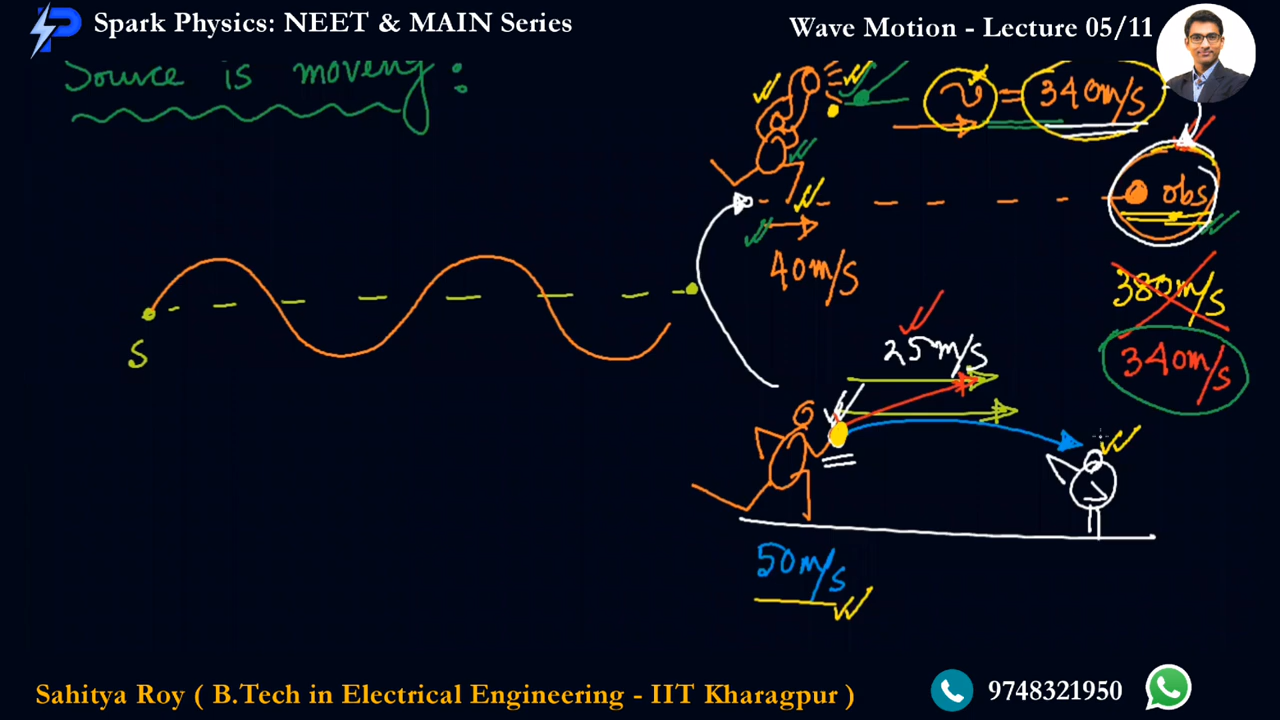 Spark Physics: NEET & MAIN Series
Wave Motion - Lecture 05/11
Source is moving :
v = 340m/s
obs
40m/s
380m/s
340m/s
25m/s
S
50m/s
Sahitya Roy ( B.Tech in Electrical Engineering - IIT Kharagpur )
9748321950